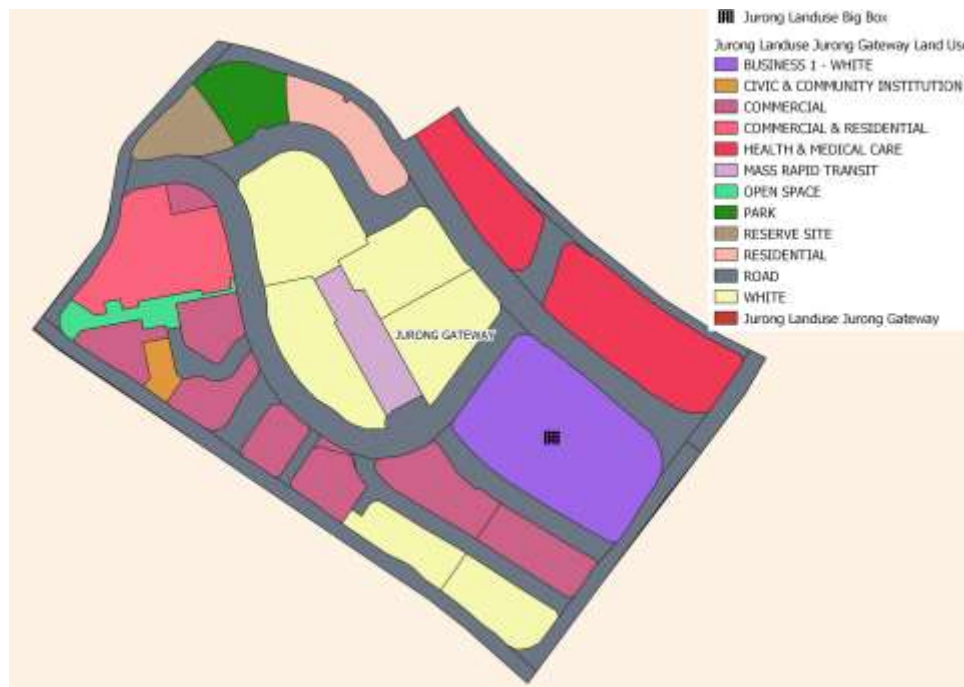 Jurong Landuse Big Box
Jurong Landuse Jurong Gateway Land Use
BUSINESS 1 - WHITE
CIVIC & COMMUNITY INSTITUTION
COMMERCIAL
COMMERCIAL & RESIDENTIAL
HEALTH & MEDICAL CARE
MASS RAPID TRANSIT
OPEN SPACE
PARK
RESERVE SITE
RESIDENTIAL
ROAD
WHITE
Jurong Landuse Jurong Gateway
JURONG GATEWAY